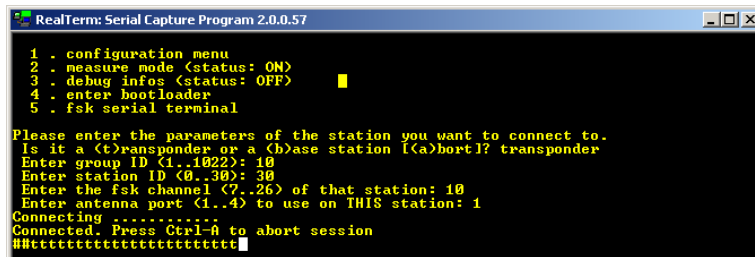 RealTerm: Serial Capture Program 2.0.0.57
1 . configuration menu
2 . measure mode (status: ON)
3 . debug infos (status: OFF)
4 . enter bootloader
5 . fsk serial terminal
Please enter the parameters of the station you want to connect to.
Is it a (t)ransponder or a (b)ase station [(a)bort]? transponder
Enter group ID (1..1022): 10
Enter station ID (0..30): 30
Enter the fsk channel (7..26) of that station: 10
Enter antenna port (1..4) to use on THIS station: 1
Connecting ............
Connected. Press Ctrl-A to abort session
##ttttttttttttttttttttttt